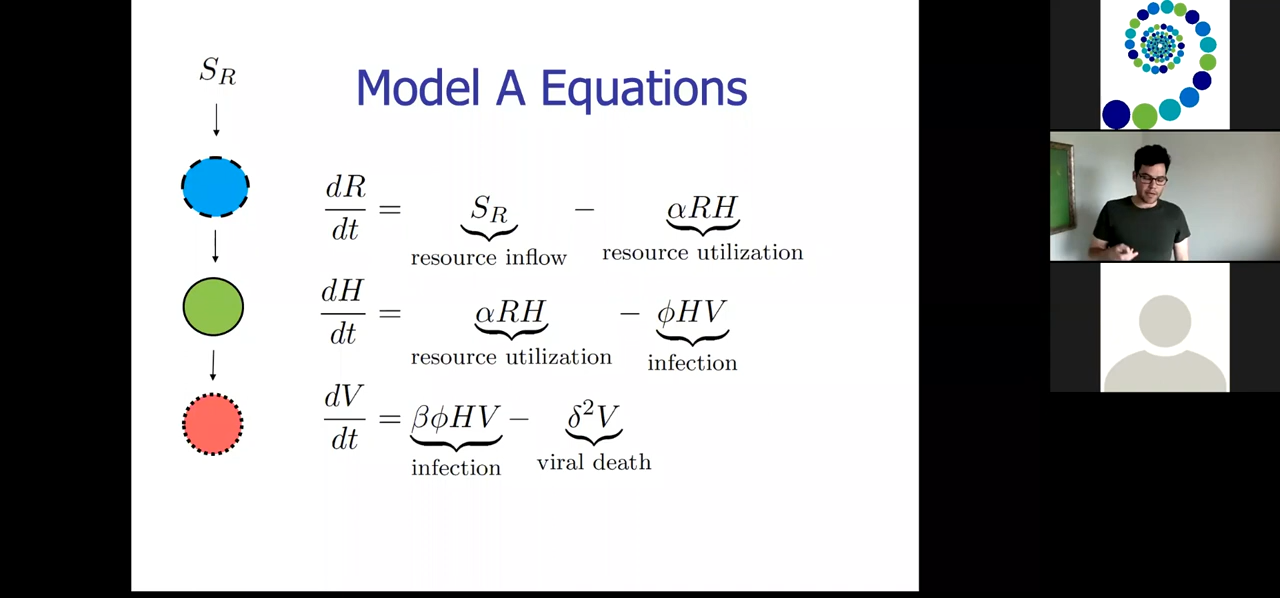 S_R
Model A Equations
dR/dt = S_R − αRH
resource inflow resource utilization
dH/dt = αRH − ϕHV
resource utilization infection
dV/dt = βϕHV − δ²V
infection viral death